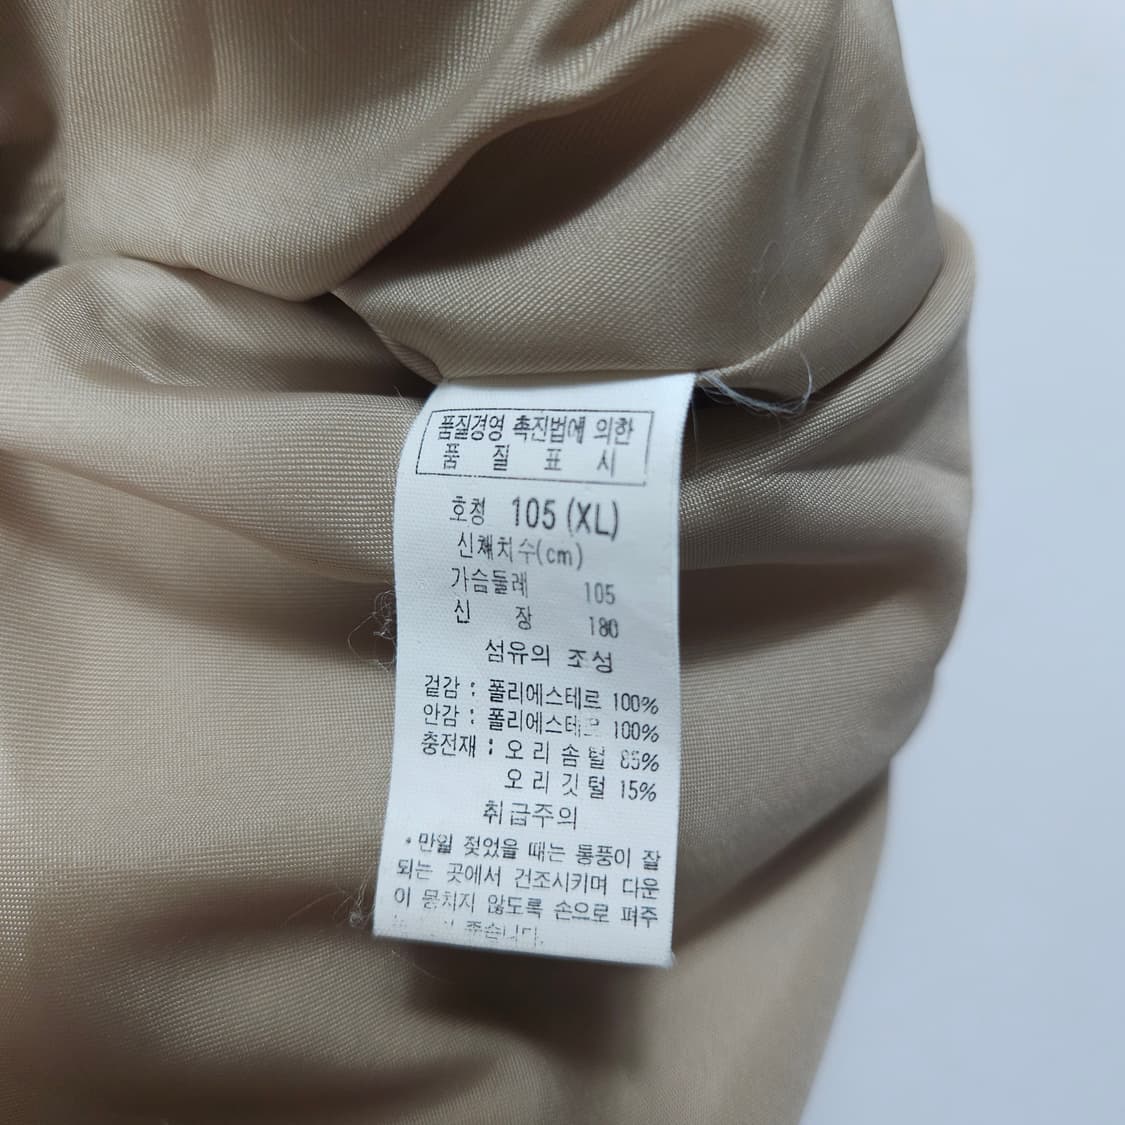 품질경영 촉진법에 의한
품 질 표 시
호칭 105 (XL)
신체치수(cm)
가슴둘레 105
신 장 180
섬유의 조성
겉감 : 폴리에스테르 100%
안감 : 폴리에스테르 100%
충전재 : 오 리 솜 털 85%
오 리 깃 털 15%
취급주의
• 만일 젖었을 때는 통풍이 잘
되는 곳에서 건조시키며 다운
이 뭉치지 않도록 손으로 펴주
주십니다.